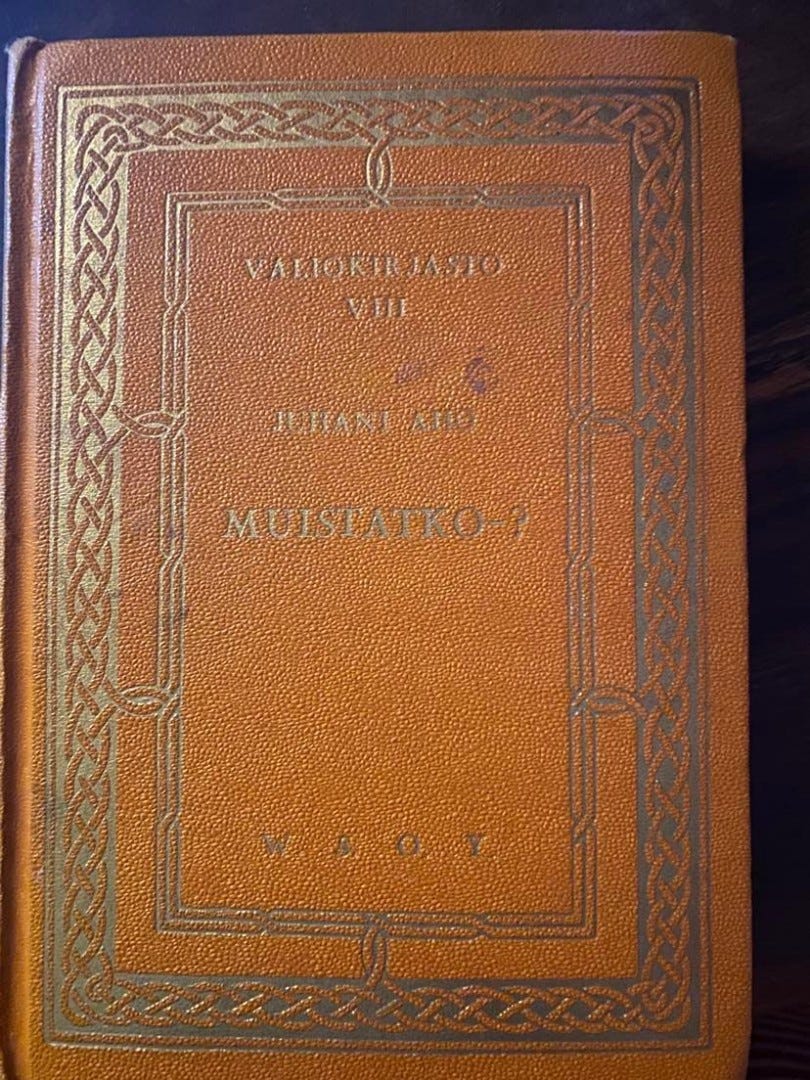 VALIOKIRJASTO
VIII
JUHANI AHO
MUISTATKO—?
W S O Y